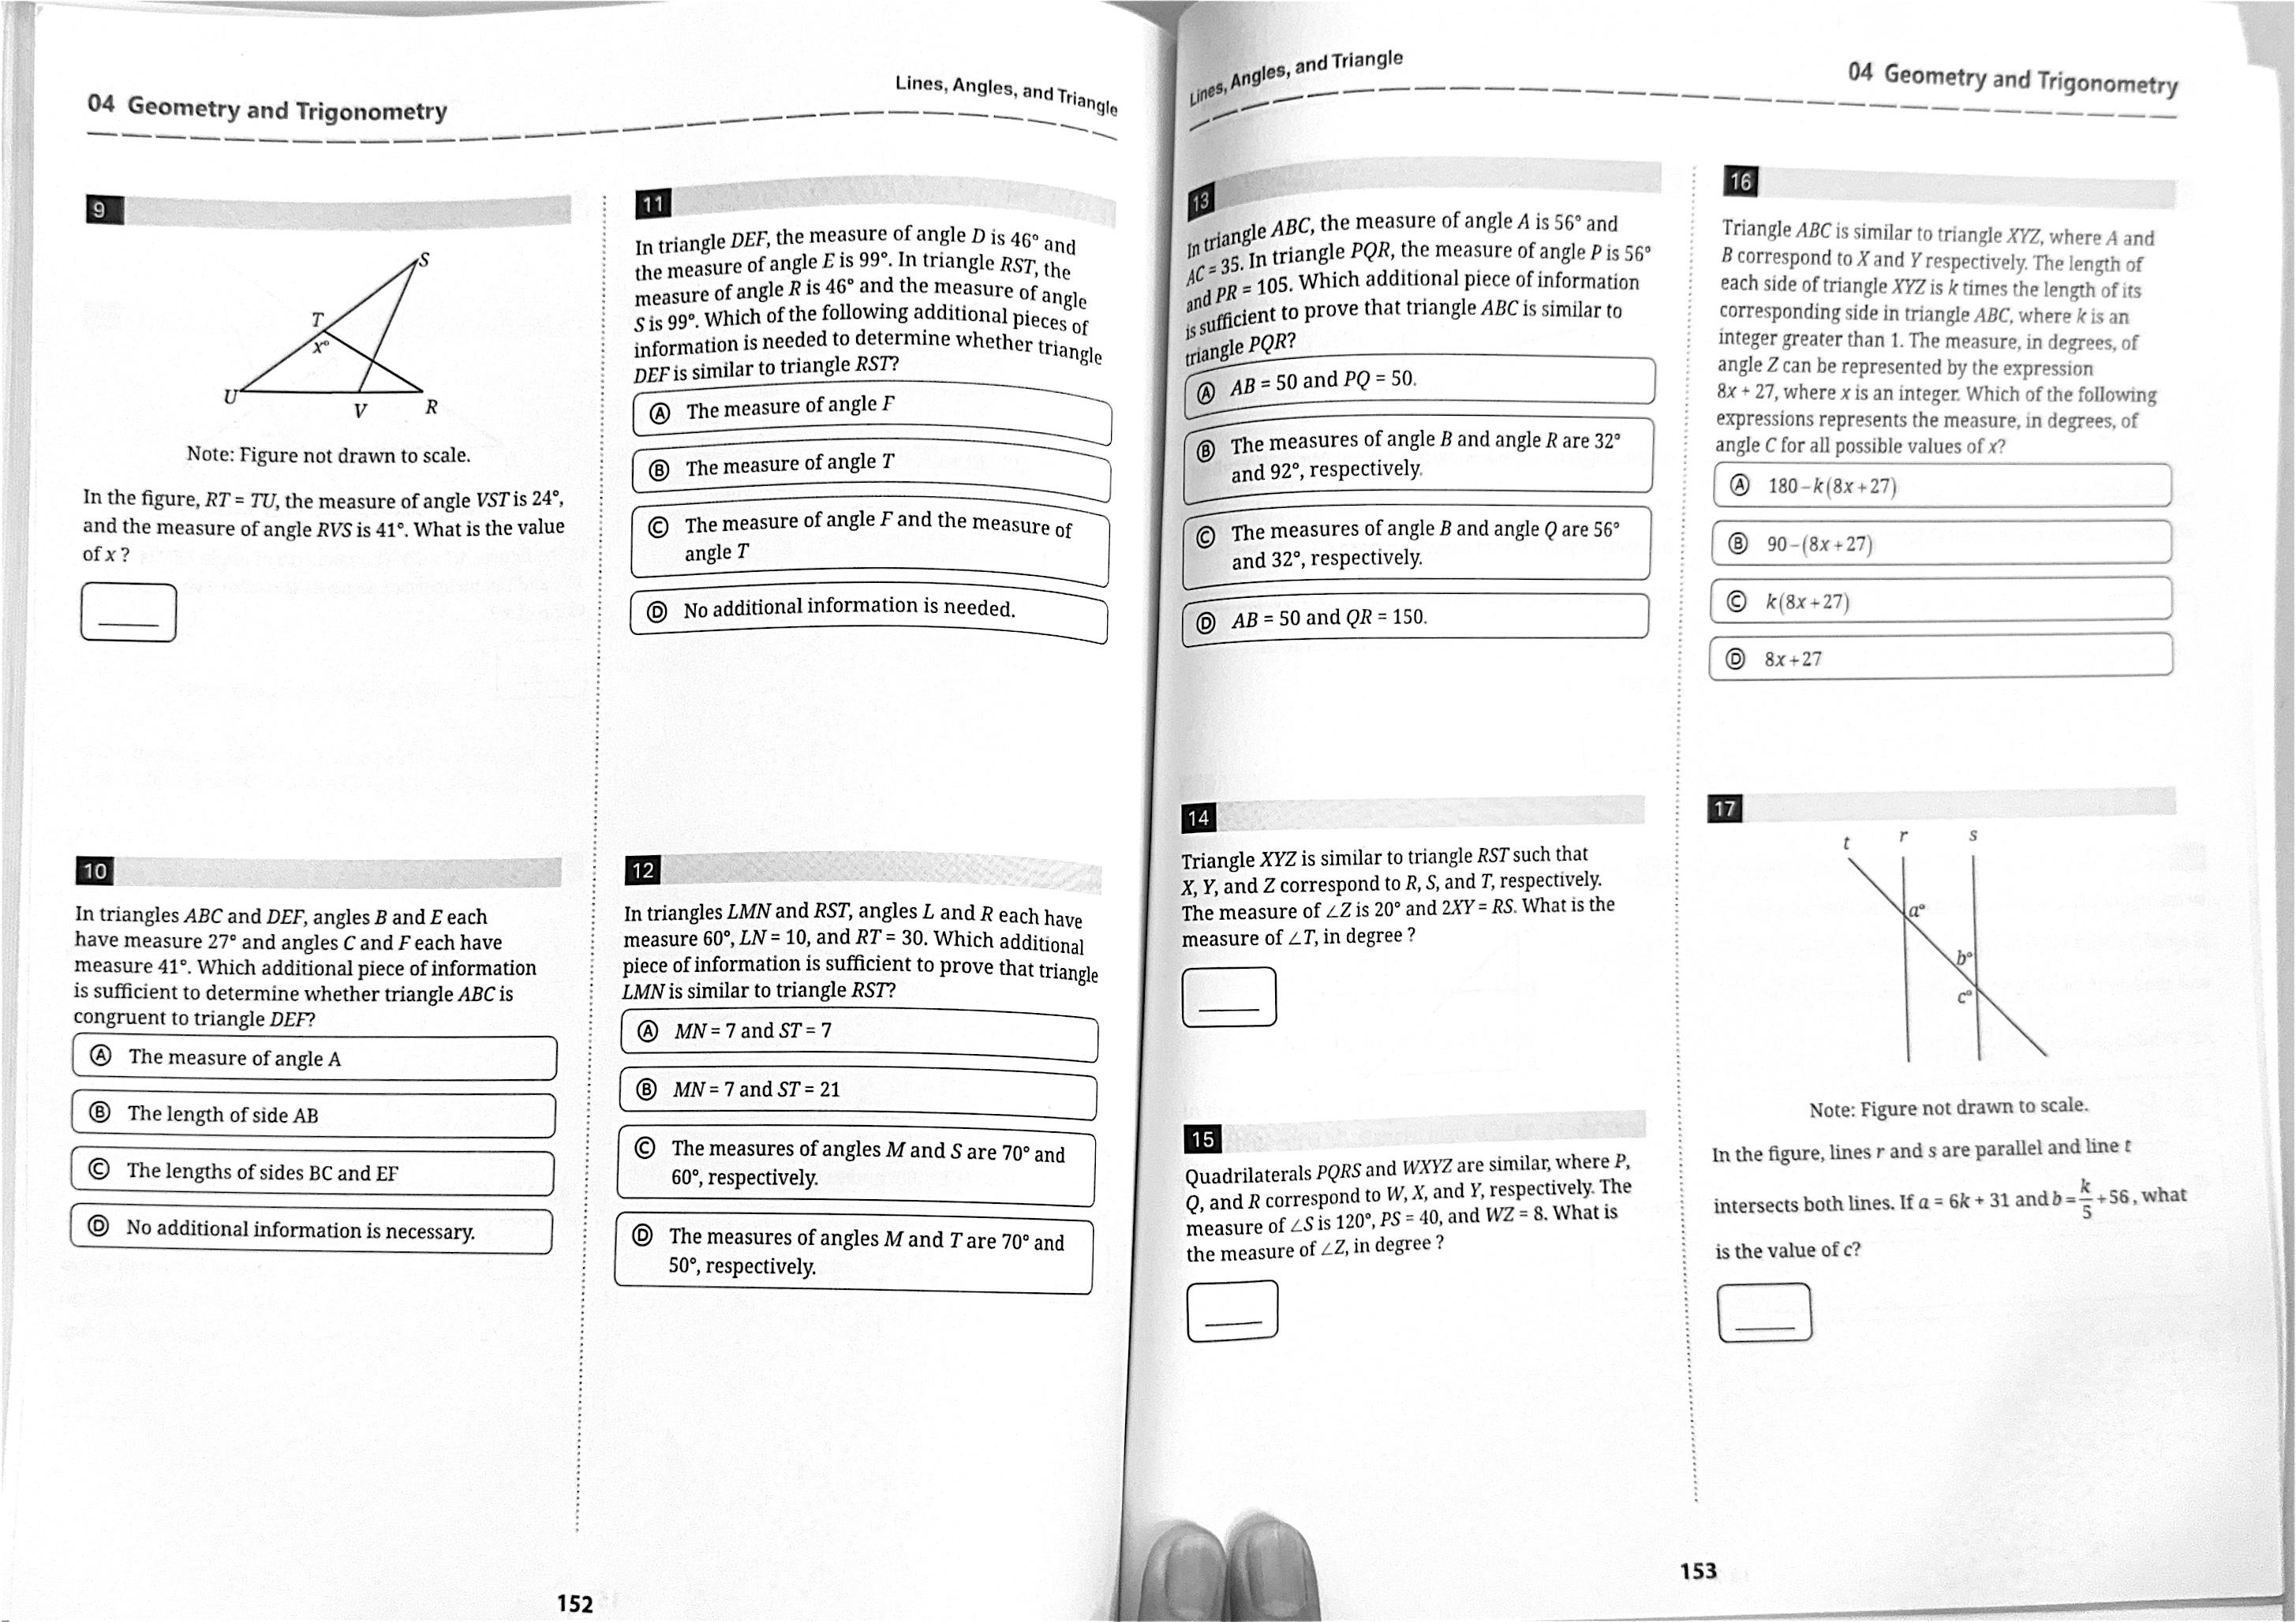 04 Geometry and Trigonometry
Lines, Angles, and Triangle
9
S
T
x°
U
V
R
Note: Figure not drawn to scale.
In the figure, RT = TU, the measure of angle VST is 24°,
and the measure of angle RVS is 41°. What is the value
of x ?
10
In triangles ABC and DEF, angles B and E each
have measure 27° and angles C and F each have
measure 41°. Which additional piece of information
is sufficient to determine whether triangle ABC is
congruent to triangle DEF?
A The measure of angle A
B The length of side AB
C The lengths of sides BC and EF
D No additional information is necessary.
11
In triangle DEF, the measure of angle D is 46° and
the measure of angle E is 99°. In triangle RST, the
measure of angle R is 46° and the measure of angle
S is 99°. Which of the following additional pieces of
information is needed to determine whether triangle
DEF is similar to triangle RST?
A The measure of angle F
B The measure of angle T
C The measure of angle F and the measure of
angle T
D No additional information is needed.
12
In triangles LMN and RST, angles L and R each have
measure 60°, LN = 10, and RT = 30. Which additional
piece of information is sufficient to prove that triangle
LMN is similar to triangle RST?
A MN = 7 and ST = 7
B MN = 7 and ST = 21
C The measures of angles M and S are 70° and
60°, respectively.
D The measures of angles M and T are 70° and
50°, respectively.
152
Lines, Angles, and Triangle
04 Geometry and Trigonometry
13
In triangle ABC, the measure of angle A is 56° and
AC = 35. In triangle PQR, the measure of angle P is 56°
and PR = 105. Which additional piece of information
is sufficient to prove that triangle ABC is similar to
triangle PQR?
A AB = 50 and PQ = 50.
B The measures of angle B and angle R are 32°
and 92°, respectively.
C The measures of angle B and angle Q are 56°
and 32°, respectively.
D AB = 50 and QR = 150.
14
Triangle XYZ is similar to triangle RST such that
X, Y, and Z correspond to R, S, and T, respectively.
The measure of ∠Z is 20° and 2XY = RS. What is the
measure of ∠T, in degree ?
15
Quadrilaterals PQRS and WXYZ are similar, where P,
Q, and R correspond to W, X, and Y, respectively. The
measure of ∠S is 120°, PS = 40, and WZ = 8. What is
the measure of ∠Z, in degree ?
16
Triangle ABC is similar to triangle XYZ, where A and
B correspond to X and Y respectively. The length of
each side of triangle XYZ is k times the length of its
corresponding side in triangle ABC, where k is an
integer greater than 1. The measure, in degrees, of
angle Z can be represented by the expression
8x + 27, where x is an integer. Which of the following
expressions represents the measure, in degrees, of
angle C for all possible values of x?
A 180−k(8x+27)
B 90−(8x+27)
C k(8x+27)
D 8x+27
17
t r s
a°
b°
c°
Note: Figure not drawn to scale.
In the figure, lines r and s are parallel and line t
intersects both lines. If a = 6k + 31 and b = k/5 + 56, what
is the value of c?
153